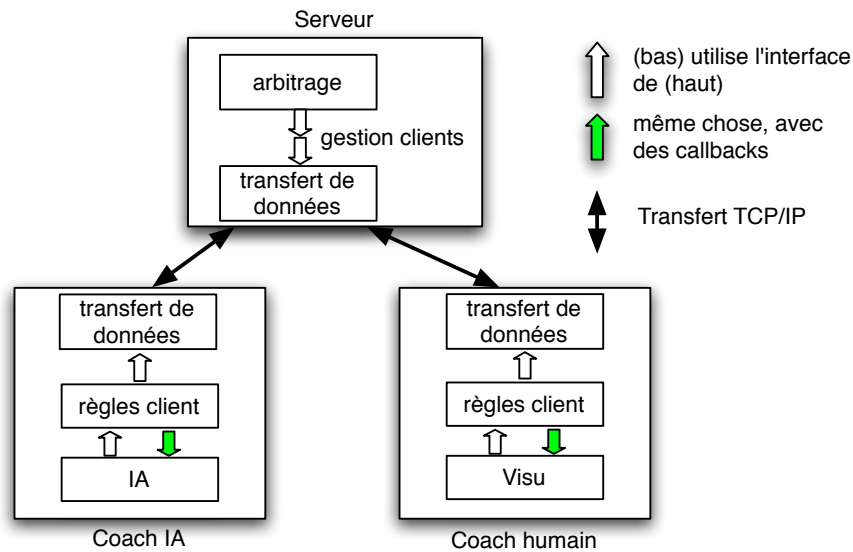 Serveur
arbitrage
gestion clients
transfert de
données
(bas) utilise l'interface
de (haut)
même chose, avec
des callbacks
Transfert TCP/IP
transfert de
données
règles client
IA
Coach IA
transfert de
données
règles client
Visu
Coach humain